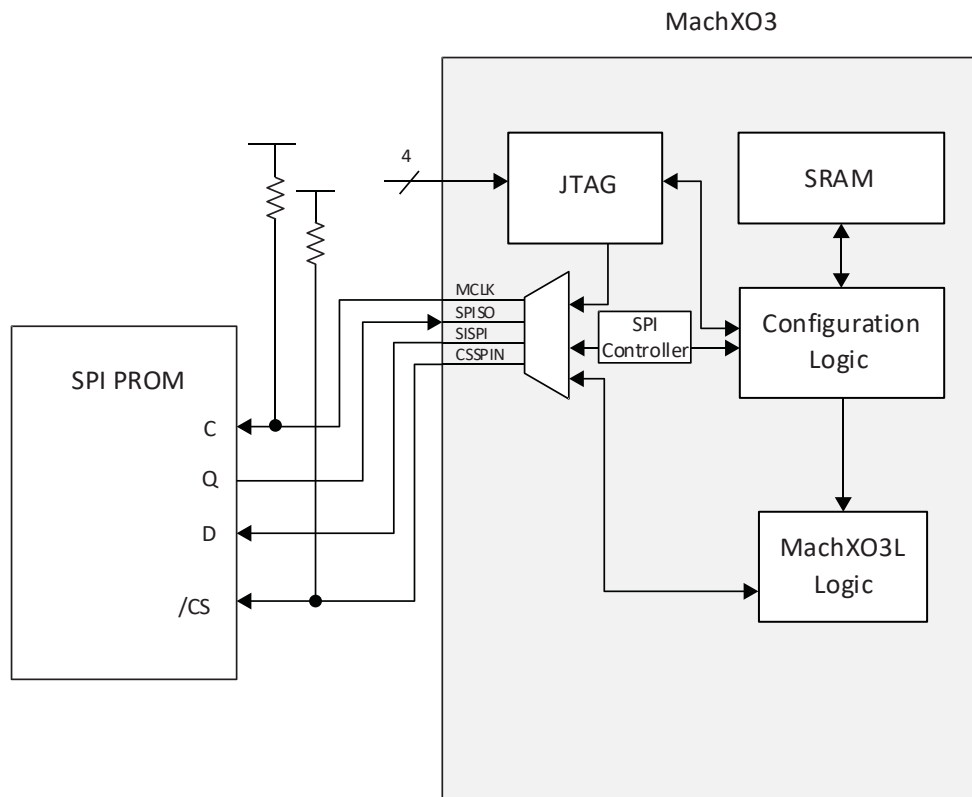 MachXO3
4
JTAG
SRAM
MCLK
SPISO
SISPI
CSSPIN
SPI
Controller
Configuration
Logic
SPI PROM
C
Q
D
/CS
MachXO3L
Logic